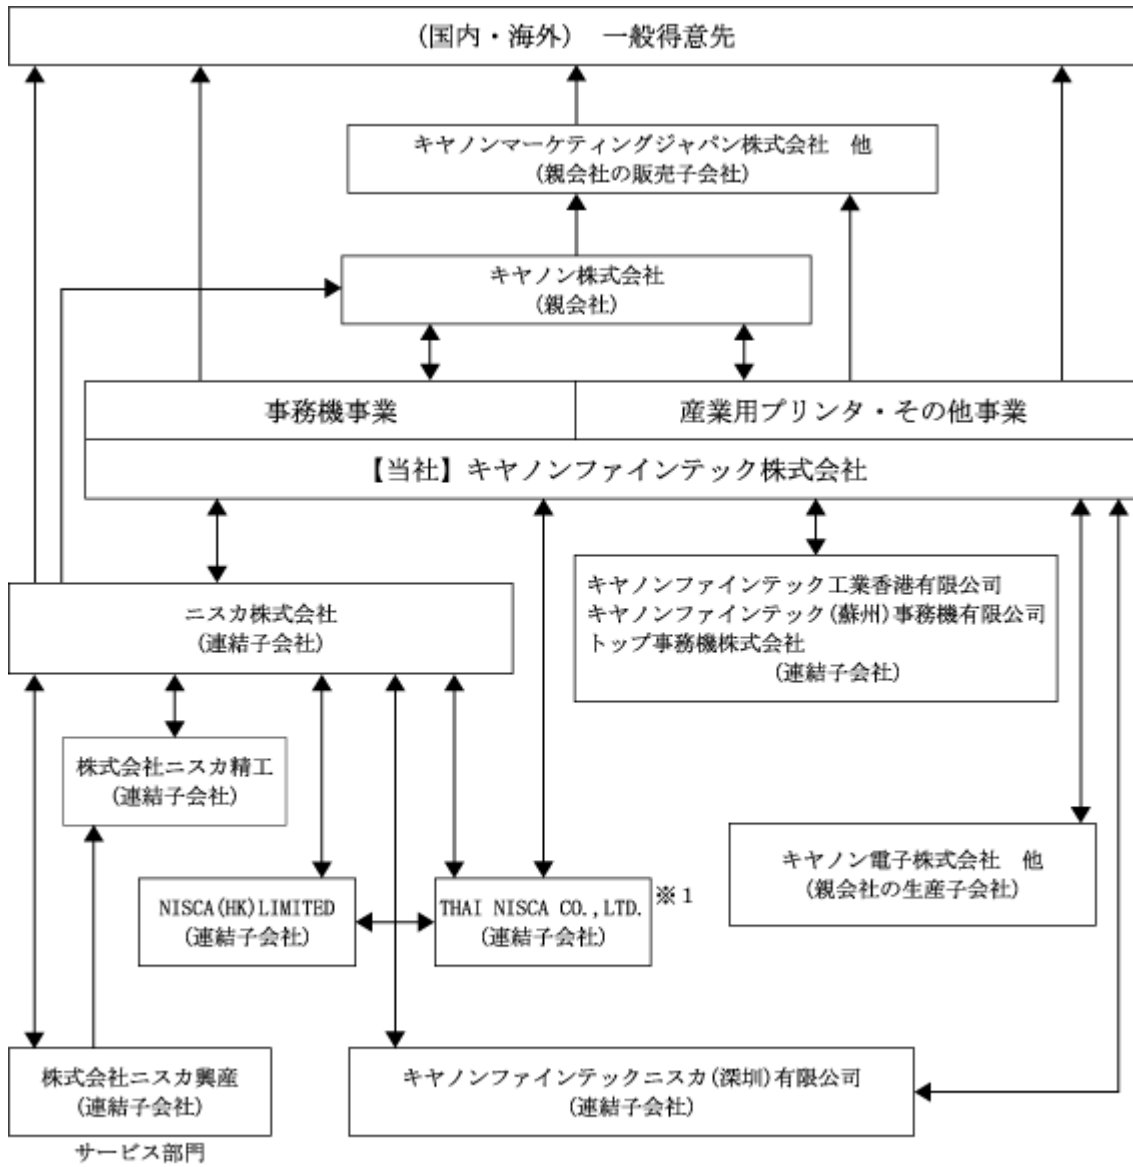 (国内・海外)　一般得意先
キヤノンマーケティングジャパン株式会社　他
(親会社の販売子会社)
キヤノン株式会社
(親会社)
事務機事業
産業用プリンタ・その他事業
【当社】キヤノンファインテック株式会社
ニスカ株式会社
(連結子会社)
キヤノンファインテック工業香港有限公司
キヤノンファインテック(蘇州)事務機有限公司
トップ事務機株式会社
(連結子会社)
株式会社ニスカ精工
(連結子会社)
キヤノン電子株式会社　他
(親会社の生産子会社)
NISCA(HK)LIMITED
(連結子会社)
THAI NISCA CO.,LTD.
(連結子会社)
※１
株式会社ニスカ興産
(連結子会社)
サービス部門
キヤノンファインテックニスカ(深圳)有限公司
(連結子会社)